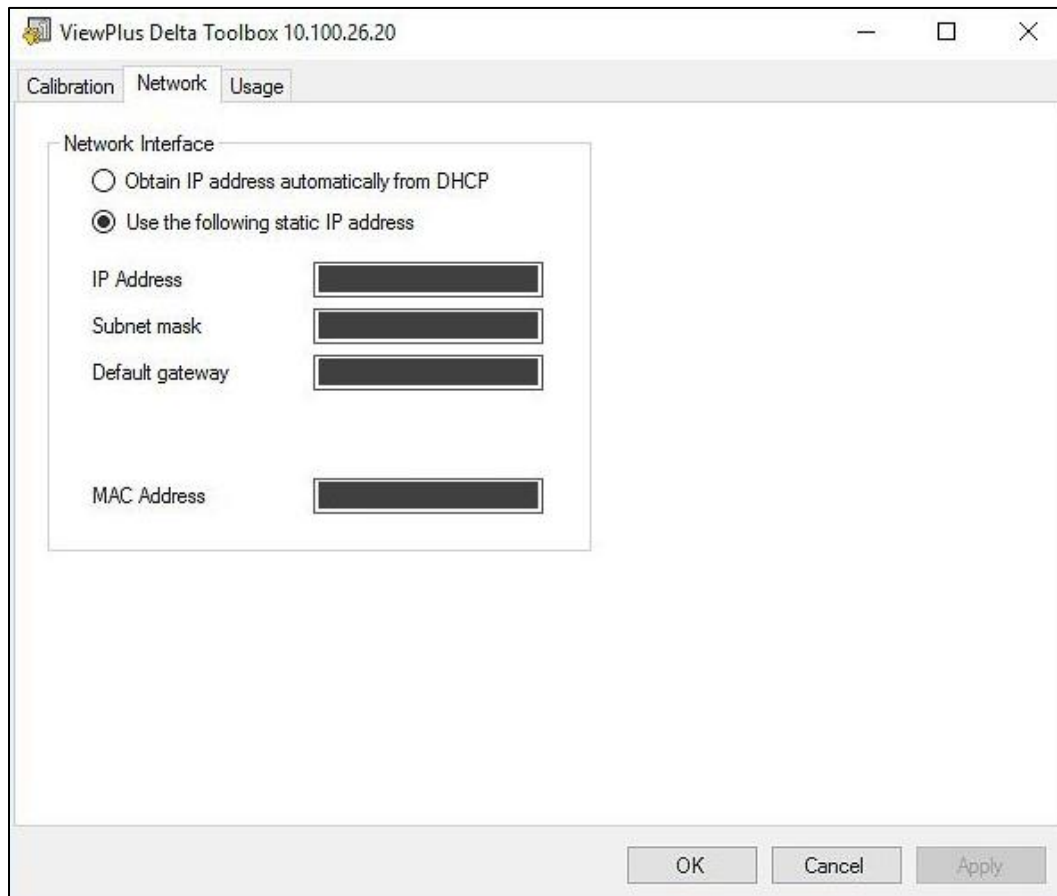 ViewPlus Delta Toolbox 10.100.26.20
Calibration Network Usage
Network Interface
Obtain IP address automatically from DHCP
Use the following static IP address
IP Address
Subnet mask
Default gateway
MAC Address
OK Cancel Apply